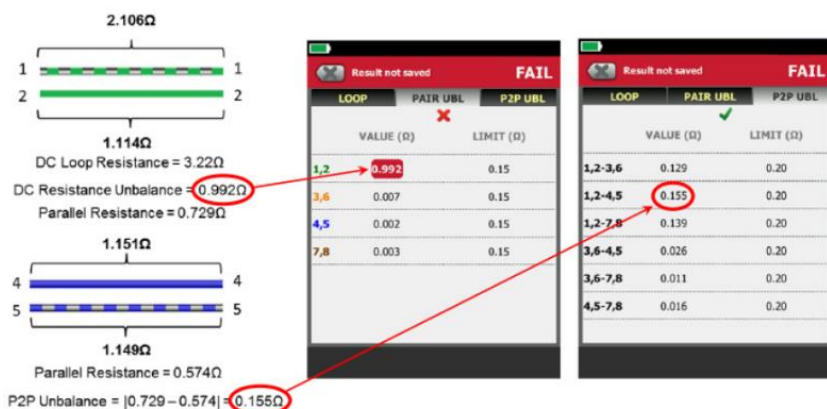 2.106Ω
1 1
2 2
1.114Ω
DC Loop Resistance = 3.22Ω
DC Resistance Unbalance = 0.992Ω
Parallel Resistance = 0.729Ω
1.151Ω
4 4
5 5
1.149Ω
Parallel Resistance = 0.574Ω
P2P Unbalance = |0.729 – 0.574| = 0.155Ω
Result not saved FAIL
LOOP PAIR UBL P2P UBL
VALUE (Ω) LIMIT (Ω)
1,2 0.992 0.15
3,6 0.007 0.15
4,5 0.002 0.15
7,8 0.003 0.15
Result not saved FAIL
LOOP PAIR UBL P2P UBL
VALUE (Ω) LIMIT (Ω)
1,2-3,6 0.129 0.20
1,2-4,5 0.155 0.20
1,2-7,8 0.139 0.20
3,6-4,5 0.026 0.20
3,6-7,8 0.011 0.20
4,5-7,8 0.016 0.20